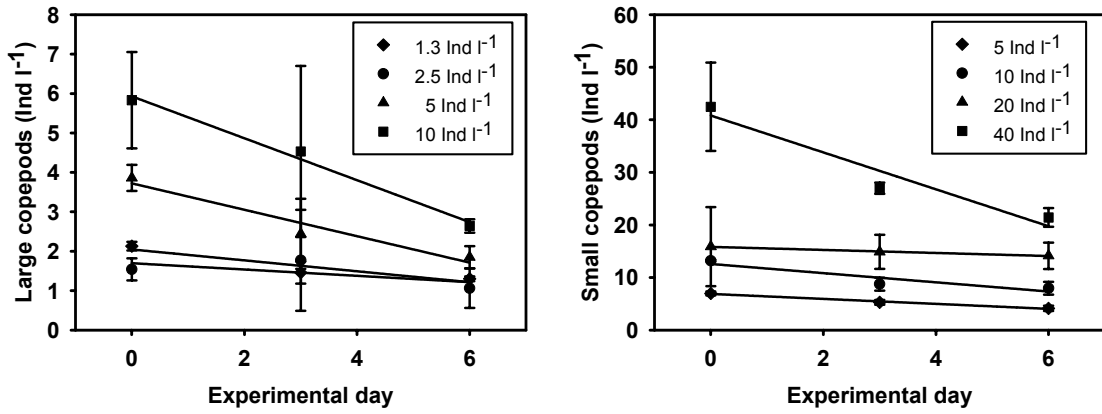 8
7
6
5
4
3
2
1
0
Large copepods (Ind l⁻¹)
1.3 Ind l⁻¹
2.5 Ind l⁻¹
5 Ind l⁻¹
10 Ind l⁻¹
0 2 4 6
Experimental day
60
50
40
30
20
10
0
Small copepods (Ind l⁻¹)
5 Ind l⁻¹
10 Ind l⁻¹
20 Ind l⁻¹
40 Ind l⁻¹
0 2 4 6
Experimental day